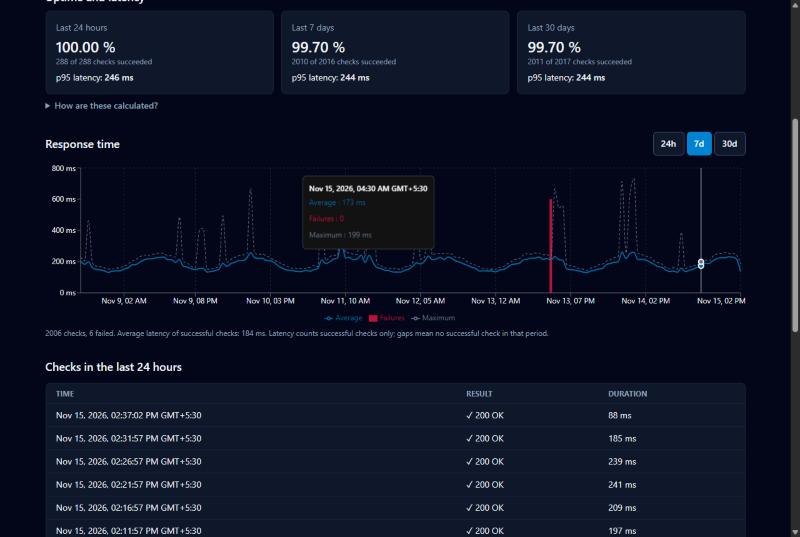 Uptime and latency
Last 24 hours
100.00 %
288 of 288 checks succeeded
p95 latency: 246 ms
Last 7 days
99.70 %
2010 of 2016 checks succeeded
p95 latency: 244 ms
Last 30 days
99.70 %
2011 of 2017 checks succeeded
p95 latency: 244 ms
How are these calculated?
Response time
24h
7d
30d
800 ms
600 ms
400 ms
200 ms
0 ms
Nov 15, 2026, 04:30 AM GMT+5:30
Average : 173 ms
Failures : 0
Maximum : 199 ms
Nov 9, 02 AM
Nov 9, 08 PM
Nov 10, 03 PM
Nov 11, 10 AM
Nov 12, 05 AM
Nov 13, 12 AM
Nov 13, 07 PM
Nov 14, 02 PM
Nov 15, 02 PM
Average
Failures
Maximum
2006 checks, 6 failed. Average latency of successful checks: 184 ms. Latency counts successful checks only; gaps mean no successful check in that period.
Checks in the last 24 hours
TIME RESULT DURATION
Nov 15, 2026, 02:37:02 PM GMT+5:30 ✓ 200 OK 88 ms
Nov 15, 2026, 02:31:57 PM GMT+5:30 ✓ 200 OK 185 ms
Nov 15, 2026, 02:26:57 PM GMT+5:30 ✓ 200 OK 239 ms
Nov 15, 2026, 02:21:57 PM GMT+5:30 ✓ 200 OK 241 ms
Nov 15, 2026, 02:16:57 PM GMT+5:30 ✓ 200 OK 209 ms
Nov 15, 2026, 02:11:57 PM GMT+5:30 ✓ 200 OK 197 ms